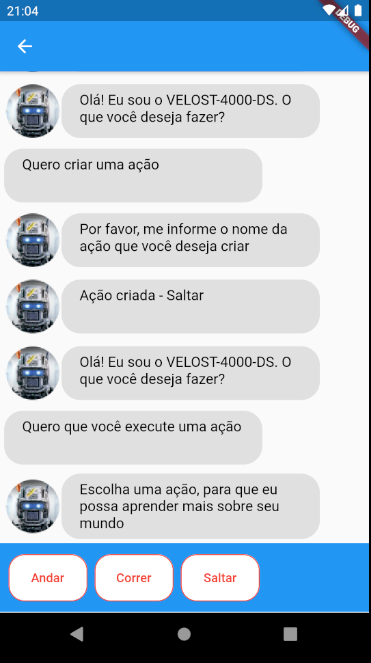 21:04
DEBUG
Olá! Eu sou o VELOST-4000-DS. O
que você deseja fazer?
Quero criar uma ação
Por favor, me informe o nome da
ação que você deseja criar
Ação criada - Saltar
Olá! Eu sou o VELOST-4000-DS. O
que você deseja fazer?
Quero que você execute uma ação
Escolha uma ação, para que eu
possa aprender mais sobre seu
mundo
Andar
Correr
Saltar